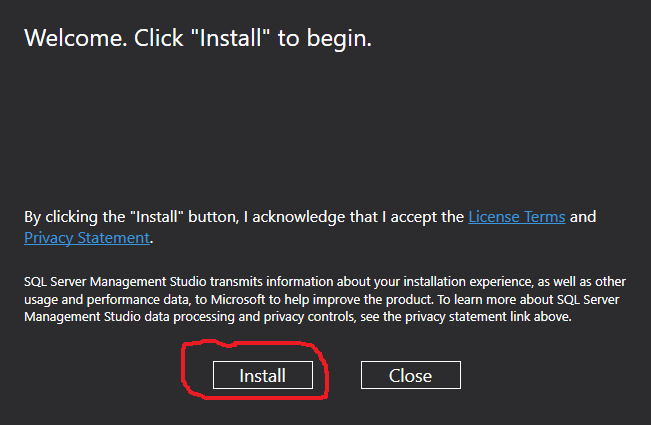 Welcome. Click "Install" to begin.
By clicking the "Install" button, I acknowledge that I accept the License Terms and
Privacy Statement.
SQL Server Management Studio transmits information about your installation experience, as well as other
usage and performance data, to Microsoft to help improve the product. To learn more about SQL Server
Management Studio data processing and privacy controls, see the privacy statement link above.
Install
Close